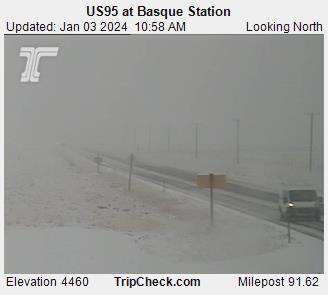 US95 at Basque Station
Updated: Jan 03 2024 10:58 AM Looking North
Elevation 4460 TripCheck.com Milepost 91.62